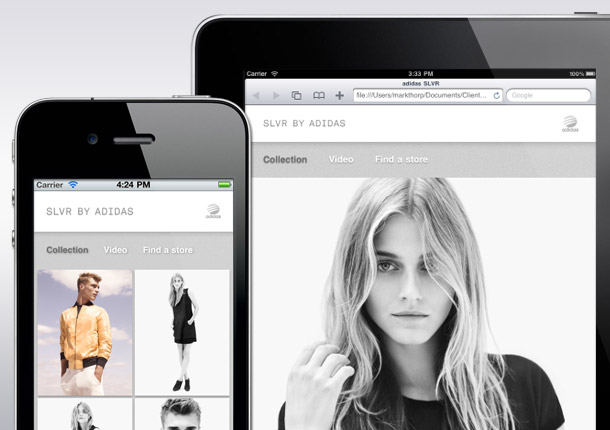 Carrier 3:33 PM 100%
adidas SLVR
file:///Users/markthorp/Documents/Client... Google
SLVR BY ADIDAS adidas
Collection Video Find a store
Carrier 4:24 PM
SLVR BY ADIDAS adidas
Collection Video Find a store